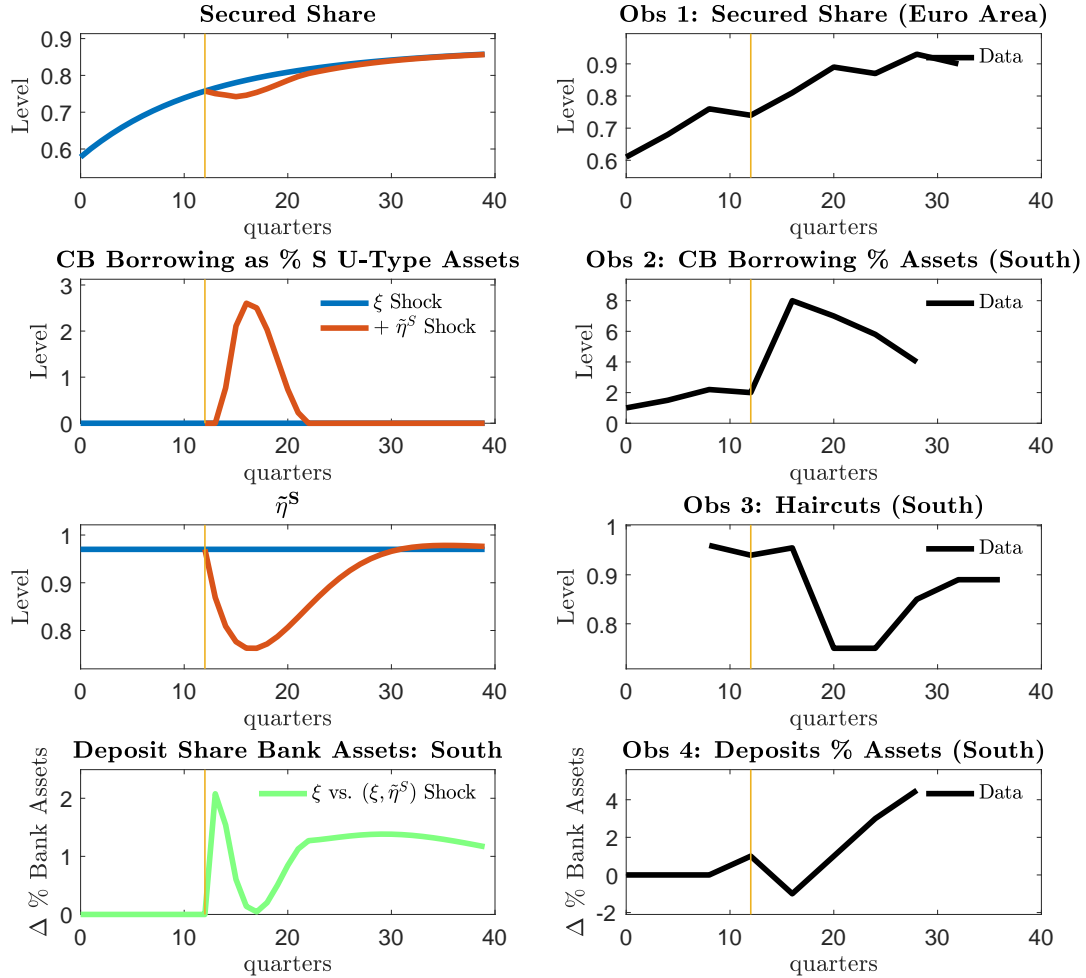 Secured Share
0.9
0.8
0.7
0.6
Level
0 10 20 30 40
quarters
Obs 1: Secured Share (Euro Area)
Data
0.9
0.8
0.7
0.6
Level
0 10 20 30 40
quarters
CB Borrowing as % S U-Type Assets
ξ Shock
+ η̃^S Shock
3
2
1
0
Level
0 10 20 30 40
quarters
Obs 2: CB Borrowing % Assets (South)
Data
8
6
4
2
0
Level
0 10 20 30 40
quarters
η̃^S
1
0.9
0.8
Level
0 10 20 30 40
quarters
Obs 3: Haircuts (South)
Data
1
0.9
0.8
Level
0 10 20 30 40
quarters
Deposit Share Bank Assets: South
ξ vs. (ξ, η̃^S) Shock
2
1
0
Δ % Bank Assets
0 10 20 30 40
quarters
Obs 4: Deposits % Assets (South)
Data
4
2
0
-2
Δ % Bank Assets
0 10 20 30 40
quarters